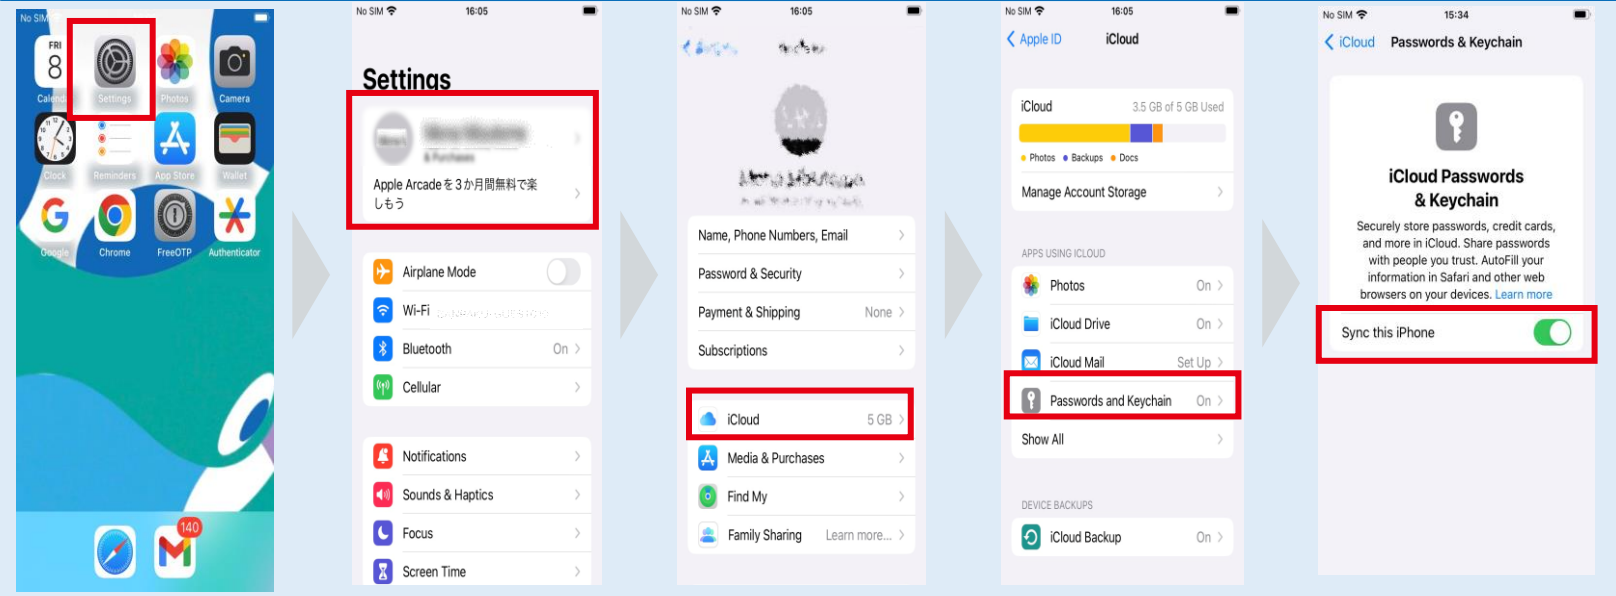 No SIM
FRI
8
Settings
Photos
Camera
12
Clock
Reminders
App Store
Wallet
Google
Chrome
FreeOTP
Authenticator
140
No SIM 16:05
Settings
& Purchases
Apple Arcadeを3か月間無料で楽
しもう
Airplane Mode
Wi-Fi
Bluetooth On
Cellular
Notifications
Sounds & Haptics
Focus
Screen Time
No SIM 16:05
Name, Phone Numbers, Email
Password & Security
Payment & Shipping None
Subscriptions
iCloud 5 GB
Media & Purchases
Find My
Family Sharing Learn more...
No SIM 16:05
Apple ID iCloud
iCloud 3.5 GB of 5 GB Used
Photos Backups Docs
Manage Account Storage
APPS USING ICLOUD
Photos On
iCloud Drive On
iCloud Mail Set Up
Passwords and Keychain On
Show All
DEVICE BACKUPS
iCloud Backup On
No SIM 15:34
iCloud Passwords & Keychain
iCloud Passwords
& Keychain
Securely store passwords, credit cards,
and more in iCloud. Share passwords
with people you trust. AutoFill your
information in Safari and other web
browsers on your devices. Learn more
Sync this iPhone